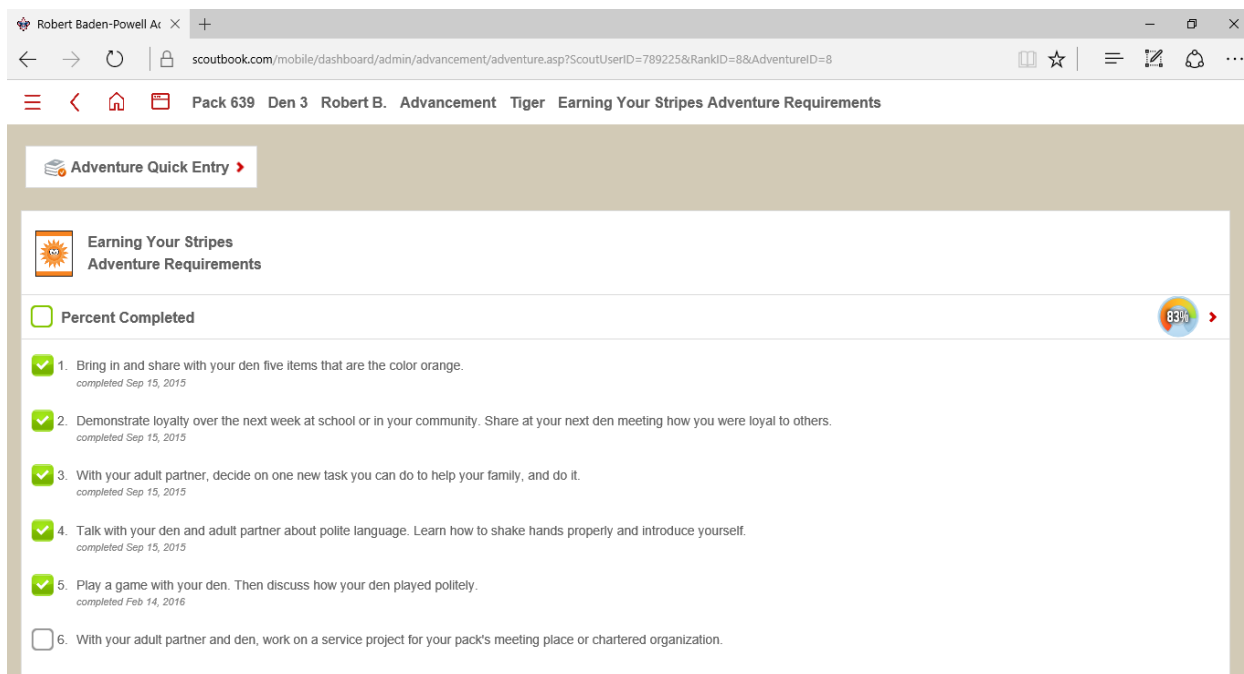 Robert Baden-Powell Ac
scoutbook.com/mobile/dashboard/admin/advancement/adventure.asp?ScoutUserID=789225&RankID=8&AdventureID=8
Pack 639 Den 3 Robert B. Advancement Tiger Earning Your Stripes Adventure Requirements
Adventure Quick Entry
Earning Your Stripes
Adventure Requirements
Percent Completed 83%
1. Bring in and share with your den five items that are the color orange.
completed Sep 15, 2015
2. Demonstrate loyalty over the next week at school or in your community. Share at your next den meeting how you were loyal to others.
completed Sep 15, 2015
3. With your adult partner, decide on one new task you can do to help your family, and do it.
completed Sep 15, 2015
4. Talk with your den and adult partner about polite language. Learn how to shake hands properly and introduce yourself.
completed Sep 15, 2015
5. Play a game with your den. Then discuss how your den played politely.
completed Feb 14, 2016
6. With your adult partner and den, work on a service project for your pack's meeting place or chartered organization.